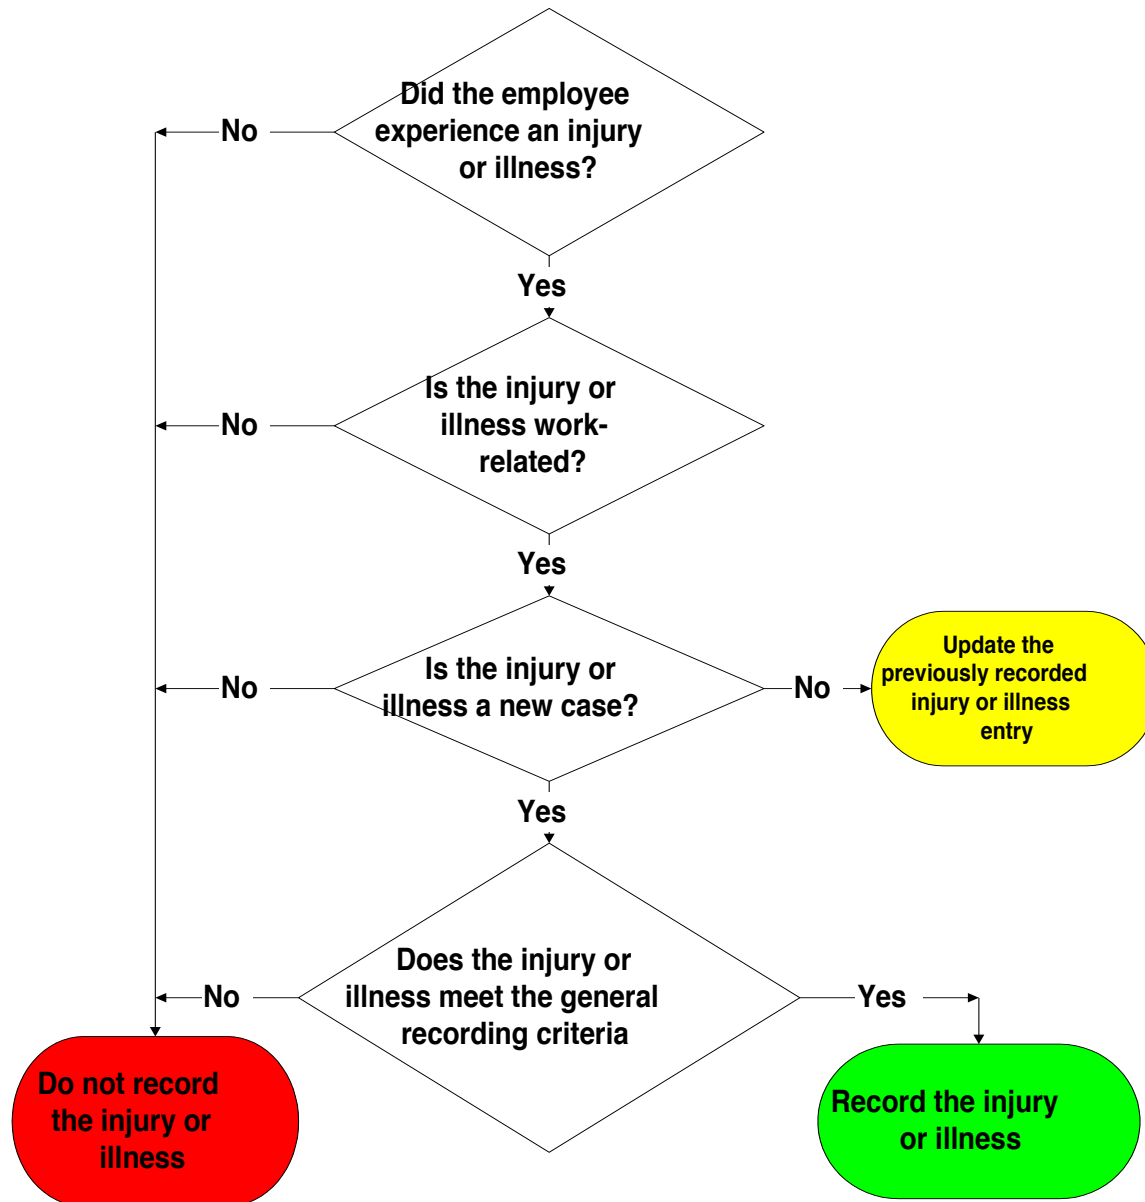 Did the employee
experience an injury
or illness?
No
Yes
Is the injury or
illness work-
related?
No
Yes
Is the injury or
illness a new case?
No
No
Update the
previously recorded
injury or illness
entry
Yes
Does the injury or
illness meet the general
recording criteria
No
Yes
Do not record
the injury or
illness
Record the injury
or illness